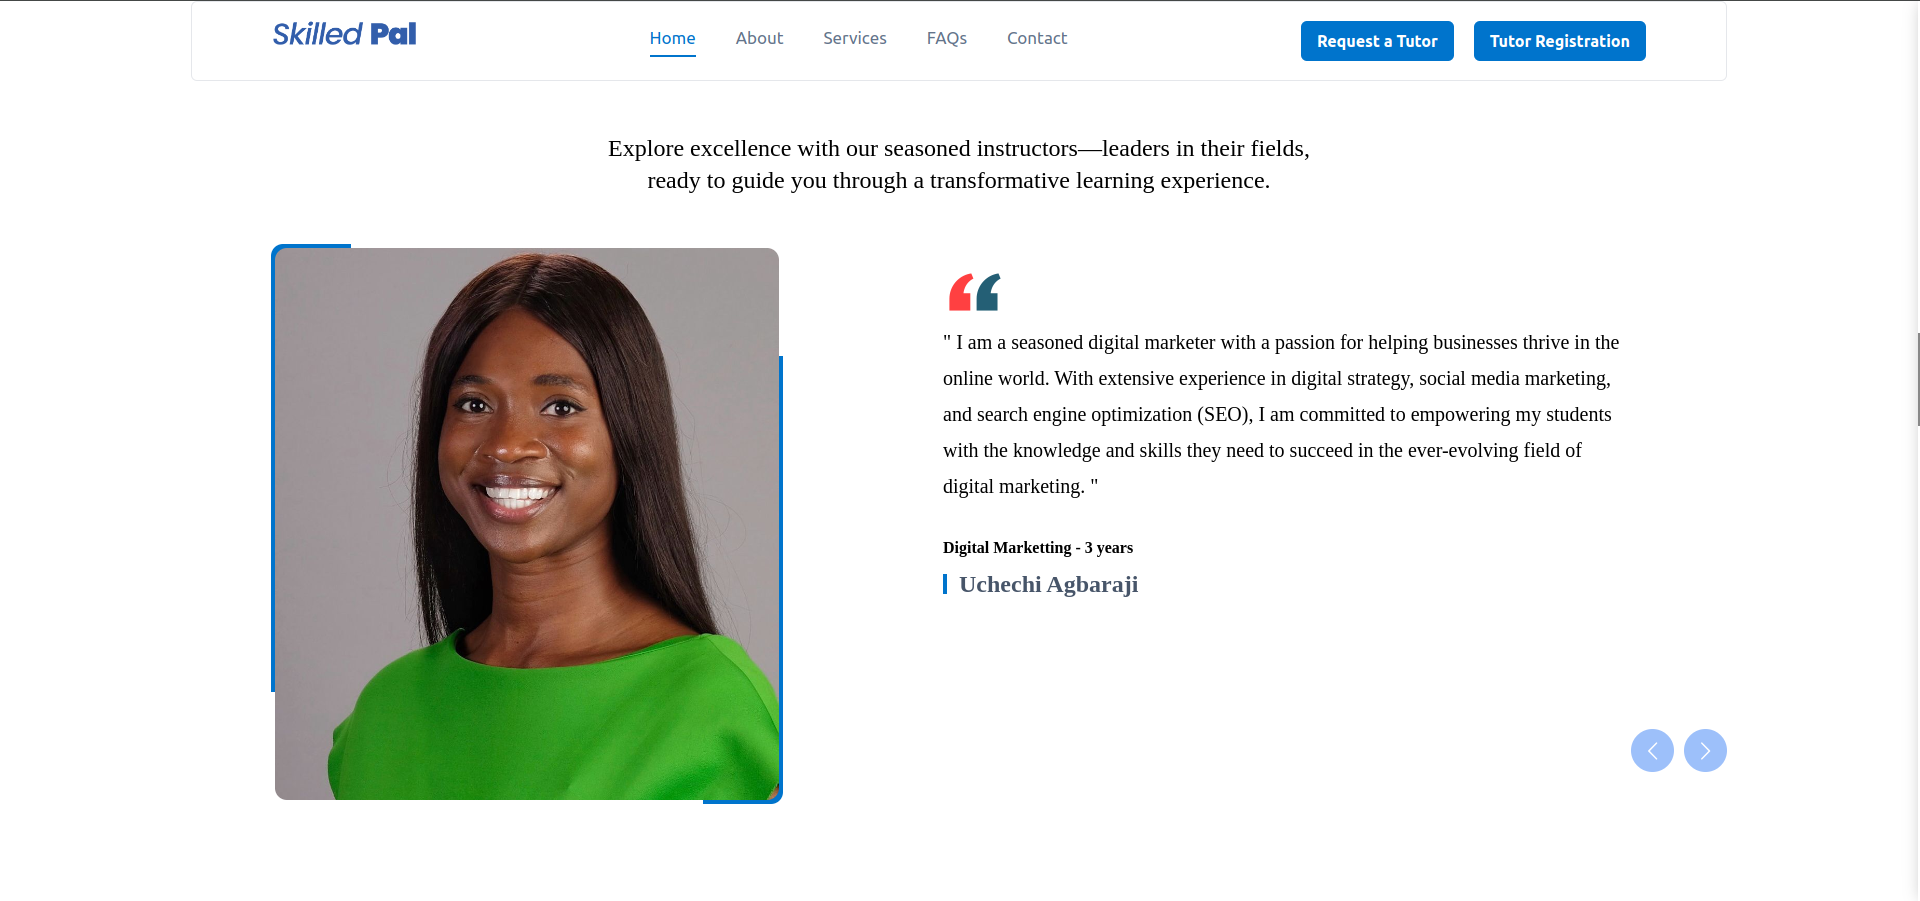 Skilled Pal
Home
About
Services
FAQs
Contact
Request a Tutor
Tutor Registration
Explore excellence with our seasoned instructors—leaders in their fields,
ready to guide you through a transformative learning experience.
" I am a seasoned digital marketer with a passion for helping businesses thrive in the
online world. With extensive experience in digital strategy, social media marketing,
and search engine optimization (SEO), I am committed to empowering my students
with the knowledge and skills they need to succeed in the ever-evolving field of
digital marketing. "
Digital Marketting - 3 years
Uchechi Agbaraji